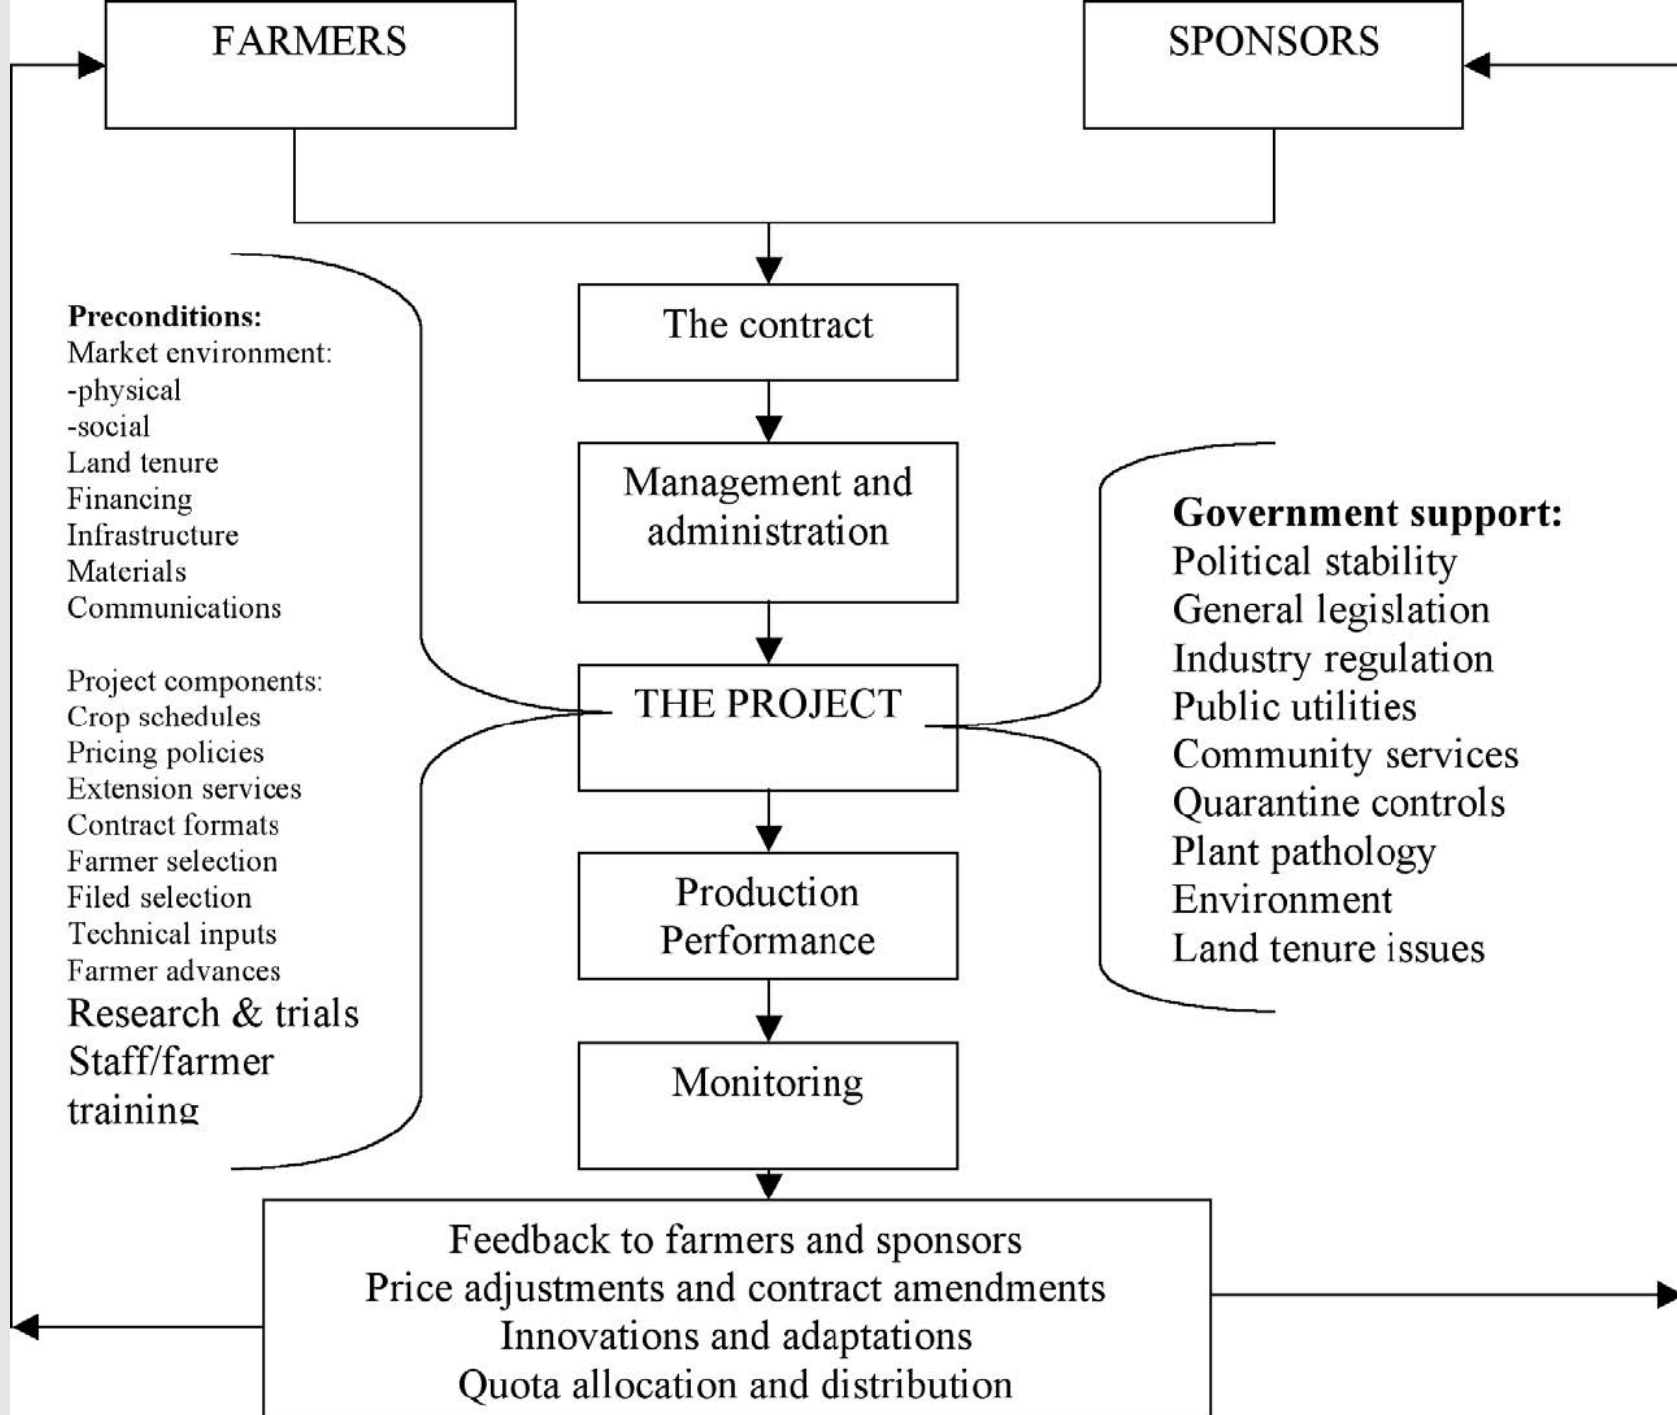 FARMERS
SPONSORS
The contract
Preconditions:
Market environment:
-physical
-social
Land tenure
Financing
Infrastructure
Materials
Communications
Project components:
Crop schedules
Pricing policies
Extension services
Contract formats
Farmer selection
Filed selection
Technical inputs
Farmer advances
Research & trials
Staff/farmer
training
Management and
administration
THE PROJECT
Government support:
Political stability
General legislation
Industry regulation
Public utilities
Community services
Quarantine controls
Plant pathology
Environment
Land tenure issues
Production
Performance
Monitoring
Feedback to farmers and sponsors
Price adjustments and contract amendments
Innovations and adaptations
Quota allocation and distribution